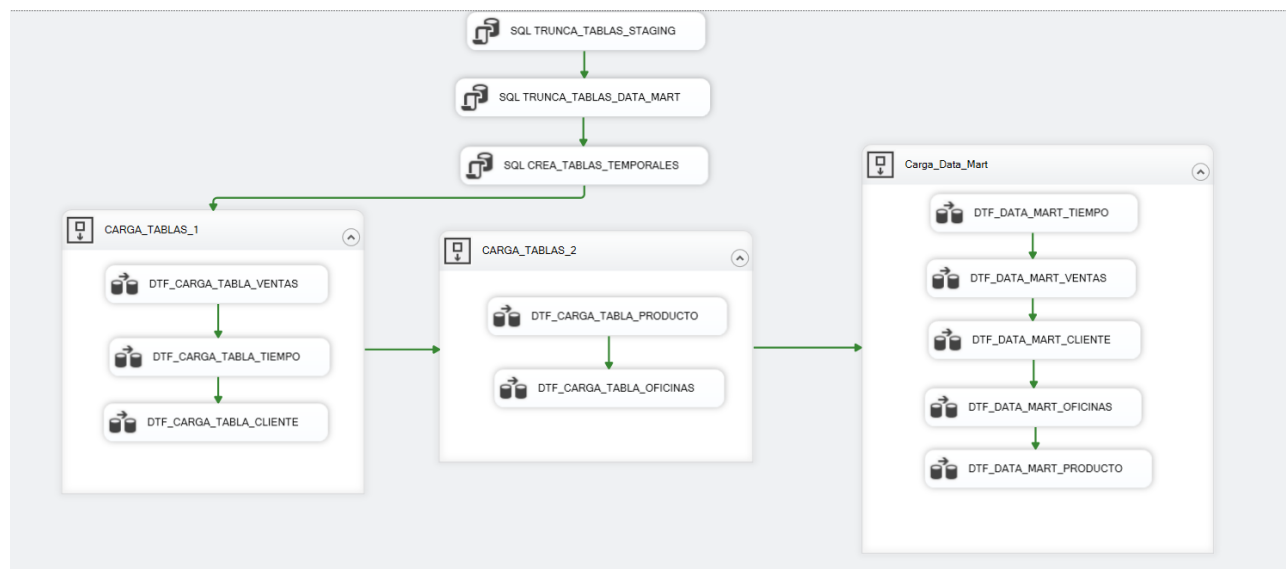 SQL TRUNCA_TABLAS_STAGING
SQL TRUNCA_TABLAS_DATA_MART
SQL CREA_TABLAS_TEMPORALES
CARGA_TABLAS_1
DTF_CARGA_TABLA_VENTAS
DTF_CARGA_TABLA_TIEMPO
DTF_CARGA_TABLA_CLIENTE
CARGA_TABLAS_2
DTF_CARGA_TABLA_PRODUCTO
DTF_CARGA_TABLA_OFICINAS
Carga_Data_Mart
DTF_DATA_MART_TIEMPO
DTF_DATA_MART_VENTAS
DTF_DATA_MART_CLIENTE
DTF_DATA_MART_OFICINAS
DTF_DATA_MART_PRODUCTO